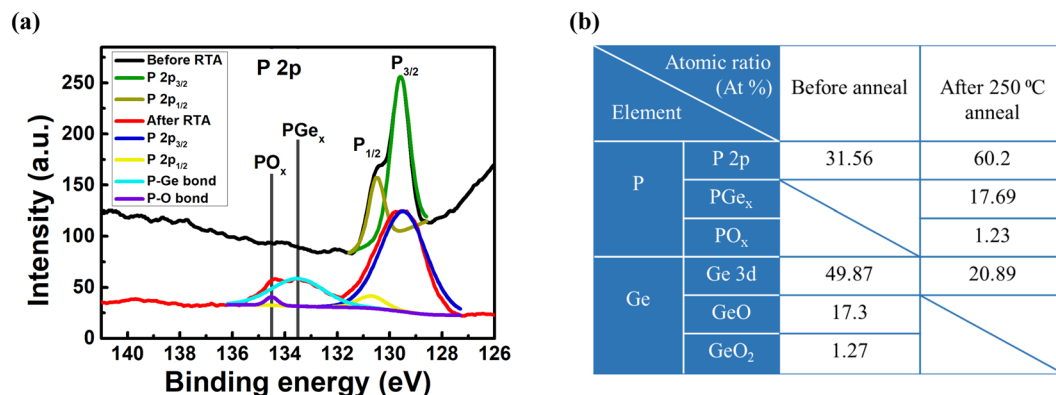 (a)
Before RTA
P 2p3/2
P 2p1/2
After RTA
P 2p3/2
P 2p1/2
P-Ge bond
P-O bond
P 2p
P3/2
P1/2
PGex
POx
250
200
150
100
50
0
Intensity (a.u.)
140 138 136 134 132 130 128 126
Binding energy (eV)
(b)
Atomic ratio
(At %)
Element
Before anneal
After 250 ºC
anneal
P
P 2p 31.56 60.2
PGex 17.69
POx 1.23
Ge
Ge 3d 49.87 20.89
GeO 17.3
GeO2 1.27